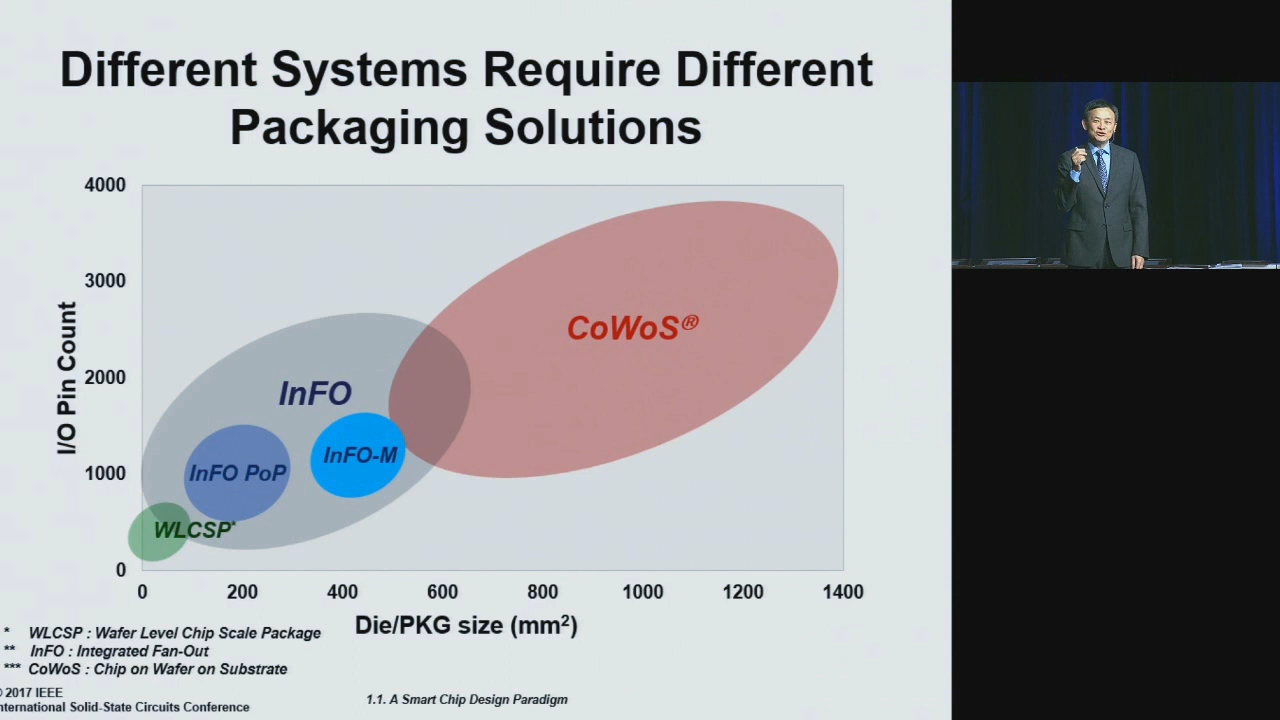 Different Systems Require Different
Packaging Solutions
4000
3000
2000
1000
0
I/O Pin Count
CoWoS®
InFO
InFO PoP
InFO-M
WLCSP*
0 200 400 600 800 1000 1200 1400
Die/PKG size (mm²)
* WLCSP : Wafer Level Chip Scale Package
** InFO : Integrated Fan-Out
*** CoWoS : Chip on Wafer on Substrate
© 2017 IEEE
nternational Solid-State Circuits Conference
1.1. A Smart Chip Design Paradigm